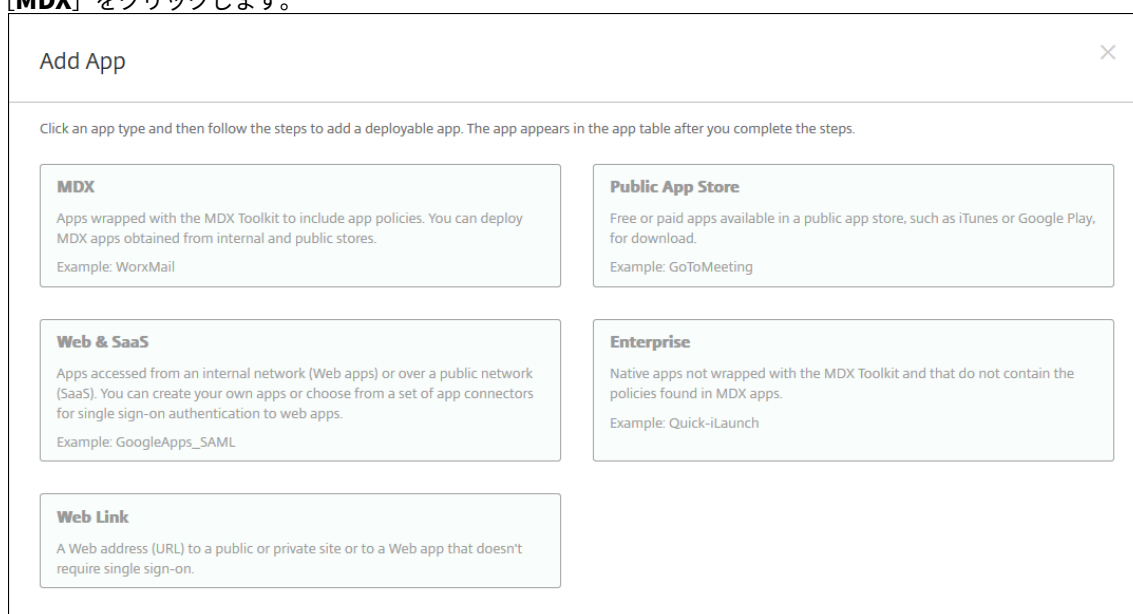 [MDX］をクリックします。
Add App
Click an app type and then follow the steps to add a deployable app. The app appears in the app table after you complete the steps.
MDX
Apps wrapped with the MDX Toolkit to include app policies. You can deploy
MDX apps obtained from internal and public stores.
Example: WorxMail
Public App Store
Free or paid apps available in a public app store, such as iTunes or Google Play,
for download.
Example: GoToMeeting
Web & SaaS
Apps accessed from an internal network (Web apps) or over a public network
(SaaS). You can create your own apps or choose from a set of app connectors
for single sign-on authentication to web apps.
Example: GoogleApps_SAML
Enterprise
Native apps not wrapped with the MDX Toolkit and that do not contain the
policies found in MDX apps.
Example: Quick-iLaunch
Web Link
A Web address (URL) to a public or private site or to a Web app that doesn't
require single sign-on.